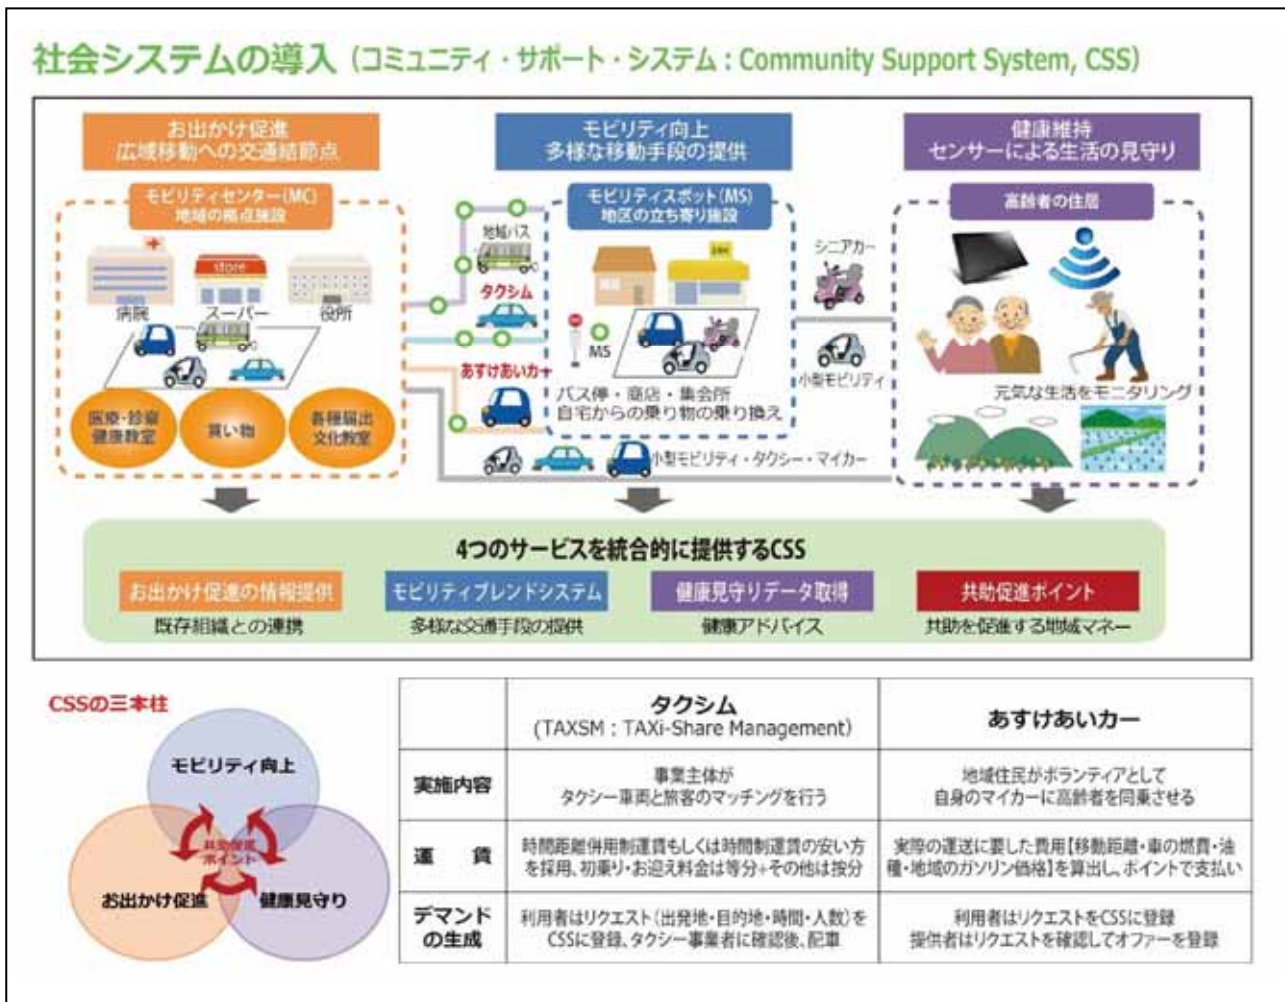 社会システムの導入（コミュニティ・サポート・システム：Community Support System, CSS）
お出かけ促進
広域移動への交通結節点
モビリティ向上
多様な移動手段の提供
健康維持
センサーによる生活の見守り
モビリティセンター(MC)
地域の拠点施設
store
病院
スーパー
役所
医療・診察
健康教室
買い物
各種届出
文化教室
地域バス
タクシム
あすけあいカー
モビリティスポット(MS)
地区の立ち寄り施設
MS
バス停・商店・集会所
自宅からの乗り物の乗り換え
小型モビリティ・タクシー・マイカー
シニアカー
小型モビリティ
高齢者の住居
元気な生活をモニタリング
4つのサービスを統合的に提供するCSS
お出かけ促進の情報提供
既存組織との連携
モビリティブレンドシステム
多様な交通手段の提供
健康見守りデータ取得
健康アドバイス
共助促進ポイント
共助を促進する地域マネー
CSSの三本柱
モビリティ向上
共助促進
ポイント
お出かけ促進
健康見守り
タクシム
(TAXSM：TAXi-Share Management)
あすけあいカー
実施内容
事業主体が
タクシー車両と旅客のマッチングを行う
地域住民がボランティアとして
自身のマイカーに高齢者を同乗させる
運　賃
時間距離併用制運賃もしくは時間制運賃の安い方
を採用、初乗り・お迎え料金は等分+その他は按分
実際の運送に要した費用【移動距離・車の燃費・油
種・地域のガソリン価格】を算出し、ポイントで支払い
デマンド
の生成
利用者はリクエスト（出発地・目的地・時間・人数）を
CSSに登録、タクシー事業者に確認後、配車
利用者はリクエストをCSSに登録
提供者はリクエストを確認してオファーを登録